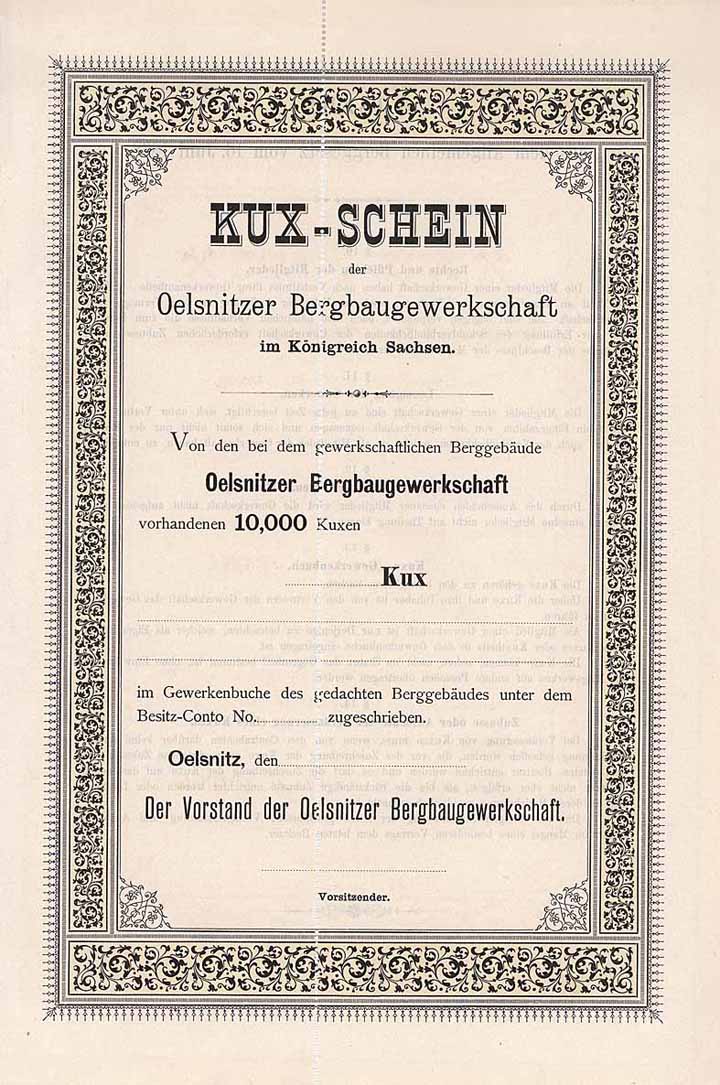 KUX-SCHEIN
der
Oelsnitzer Bergbaugewerkschaft
im Königreich Sachsen.
Von den bei dem gewerkschaftlichen Berggebäude
Oelsnitzer Bergbaugewerkschaft
vorhandenen 10,000 Kuxen
Kux
im Gewerkenbuche des gedachten Berggebäudes unter dem
Besitz-Conto No. zugeschrieben.
Oelsnitz, den
Der Vorstand der Oelsnitzer Bergbaugewerkschaft.
Vorsitzender.